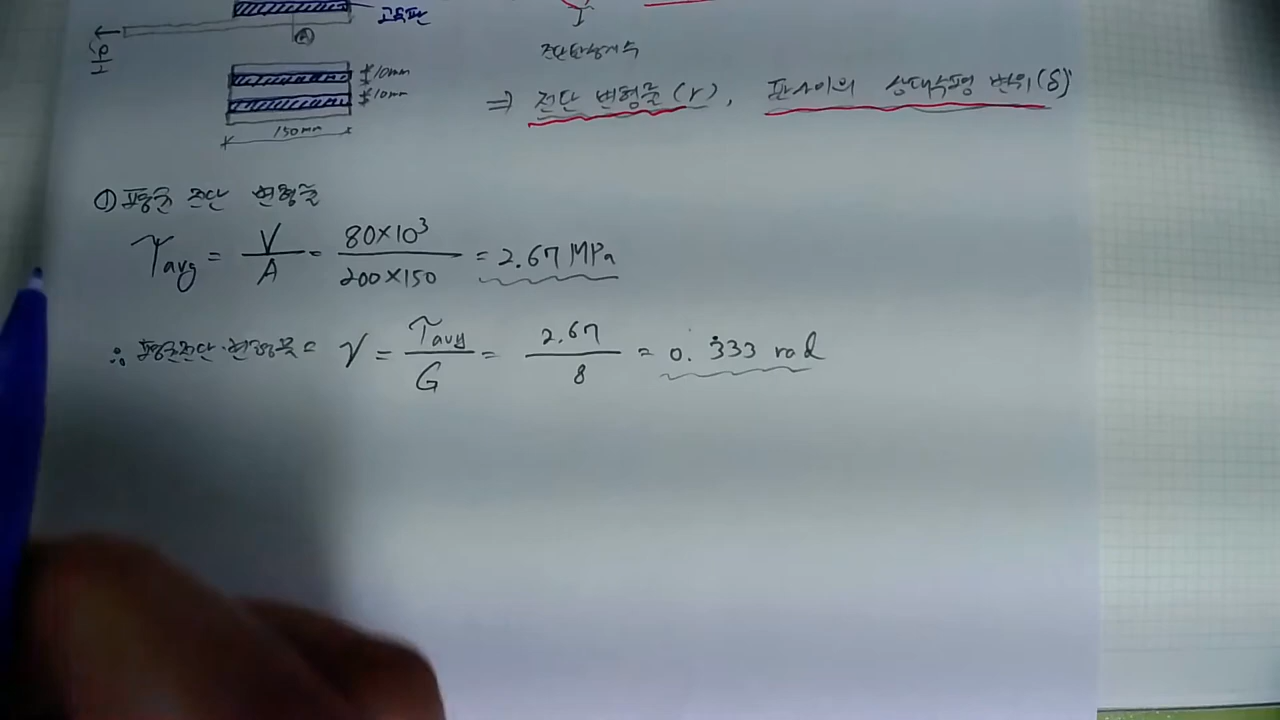 고무판
P/2
Ⓐ
전단탄성계수
10mm
10mm
⇒ 전단 변형률(r), 판사이의 상대수평 변위(δ)
150mm
① 평균 전단 변형률
τavg = V/A = 80×10³/200×150 = 2.67 MPa
∴ 평균전단변형률 = γ = τavg/G = 2.67/8 = 0.333 rad